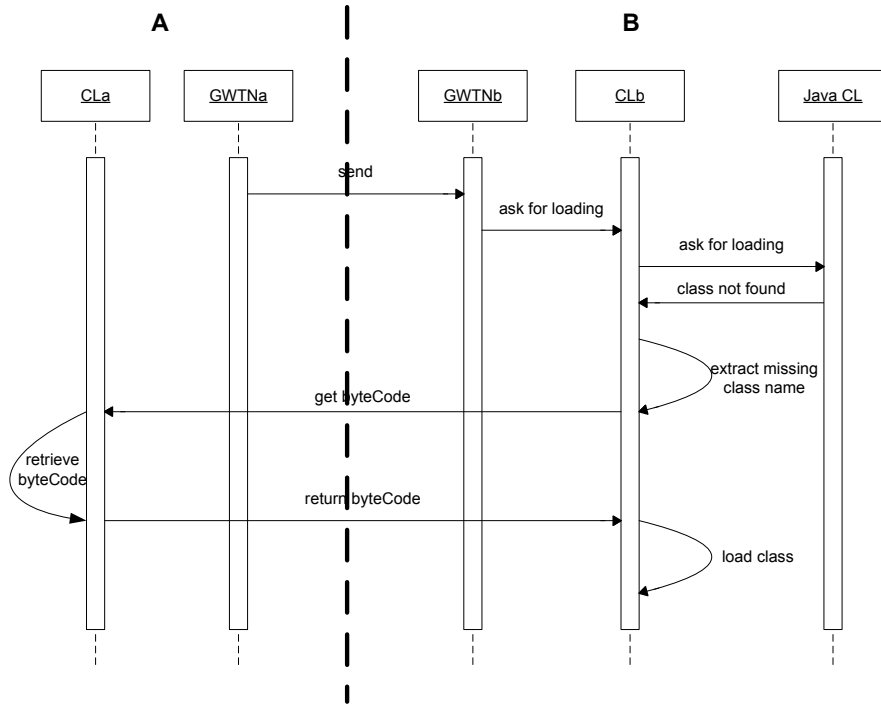 A
B
CLa
GWTNa
GWTNb
CLb
Java CL
send
ask for loading
ask for loading
class not found
extract missing
class name
get byteCode
retrieve
byteCode
return byteCode
load class